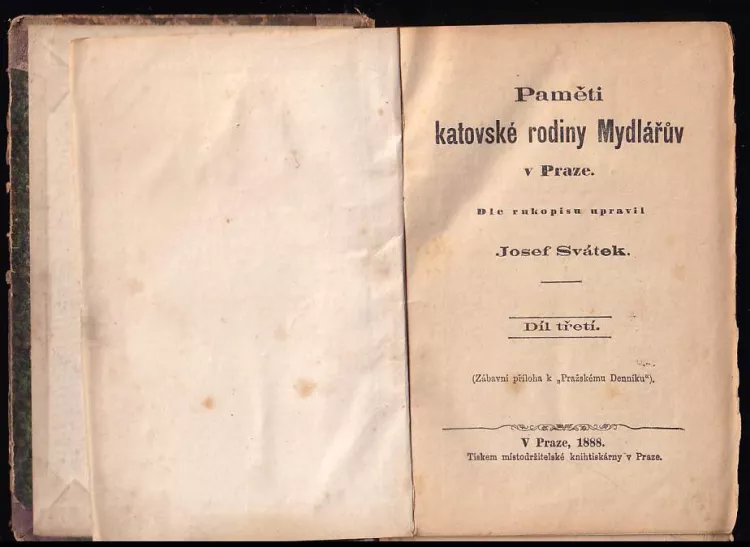 Paměti
katovské rodiny Mydlářův
v Praze.
Dle rukopisu upravil
Josef Svátek.
Díl třetí.
(Zábavní příloha k „Pražskému Denníku“).
V Praze, 1888.
Tiskem místodržitelské knihtiskárny v Praze.